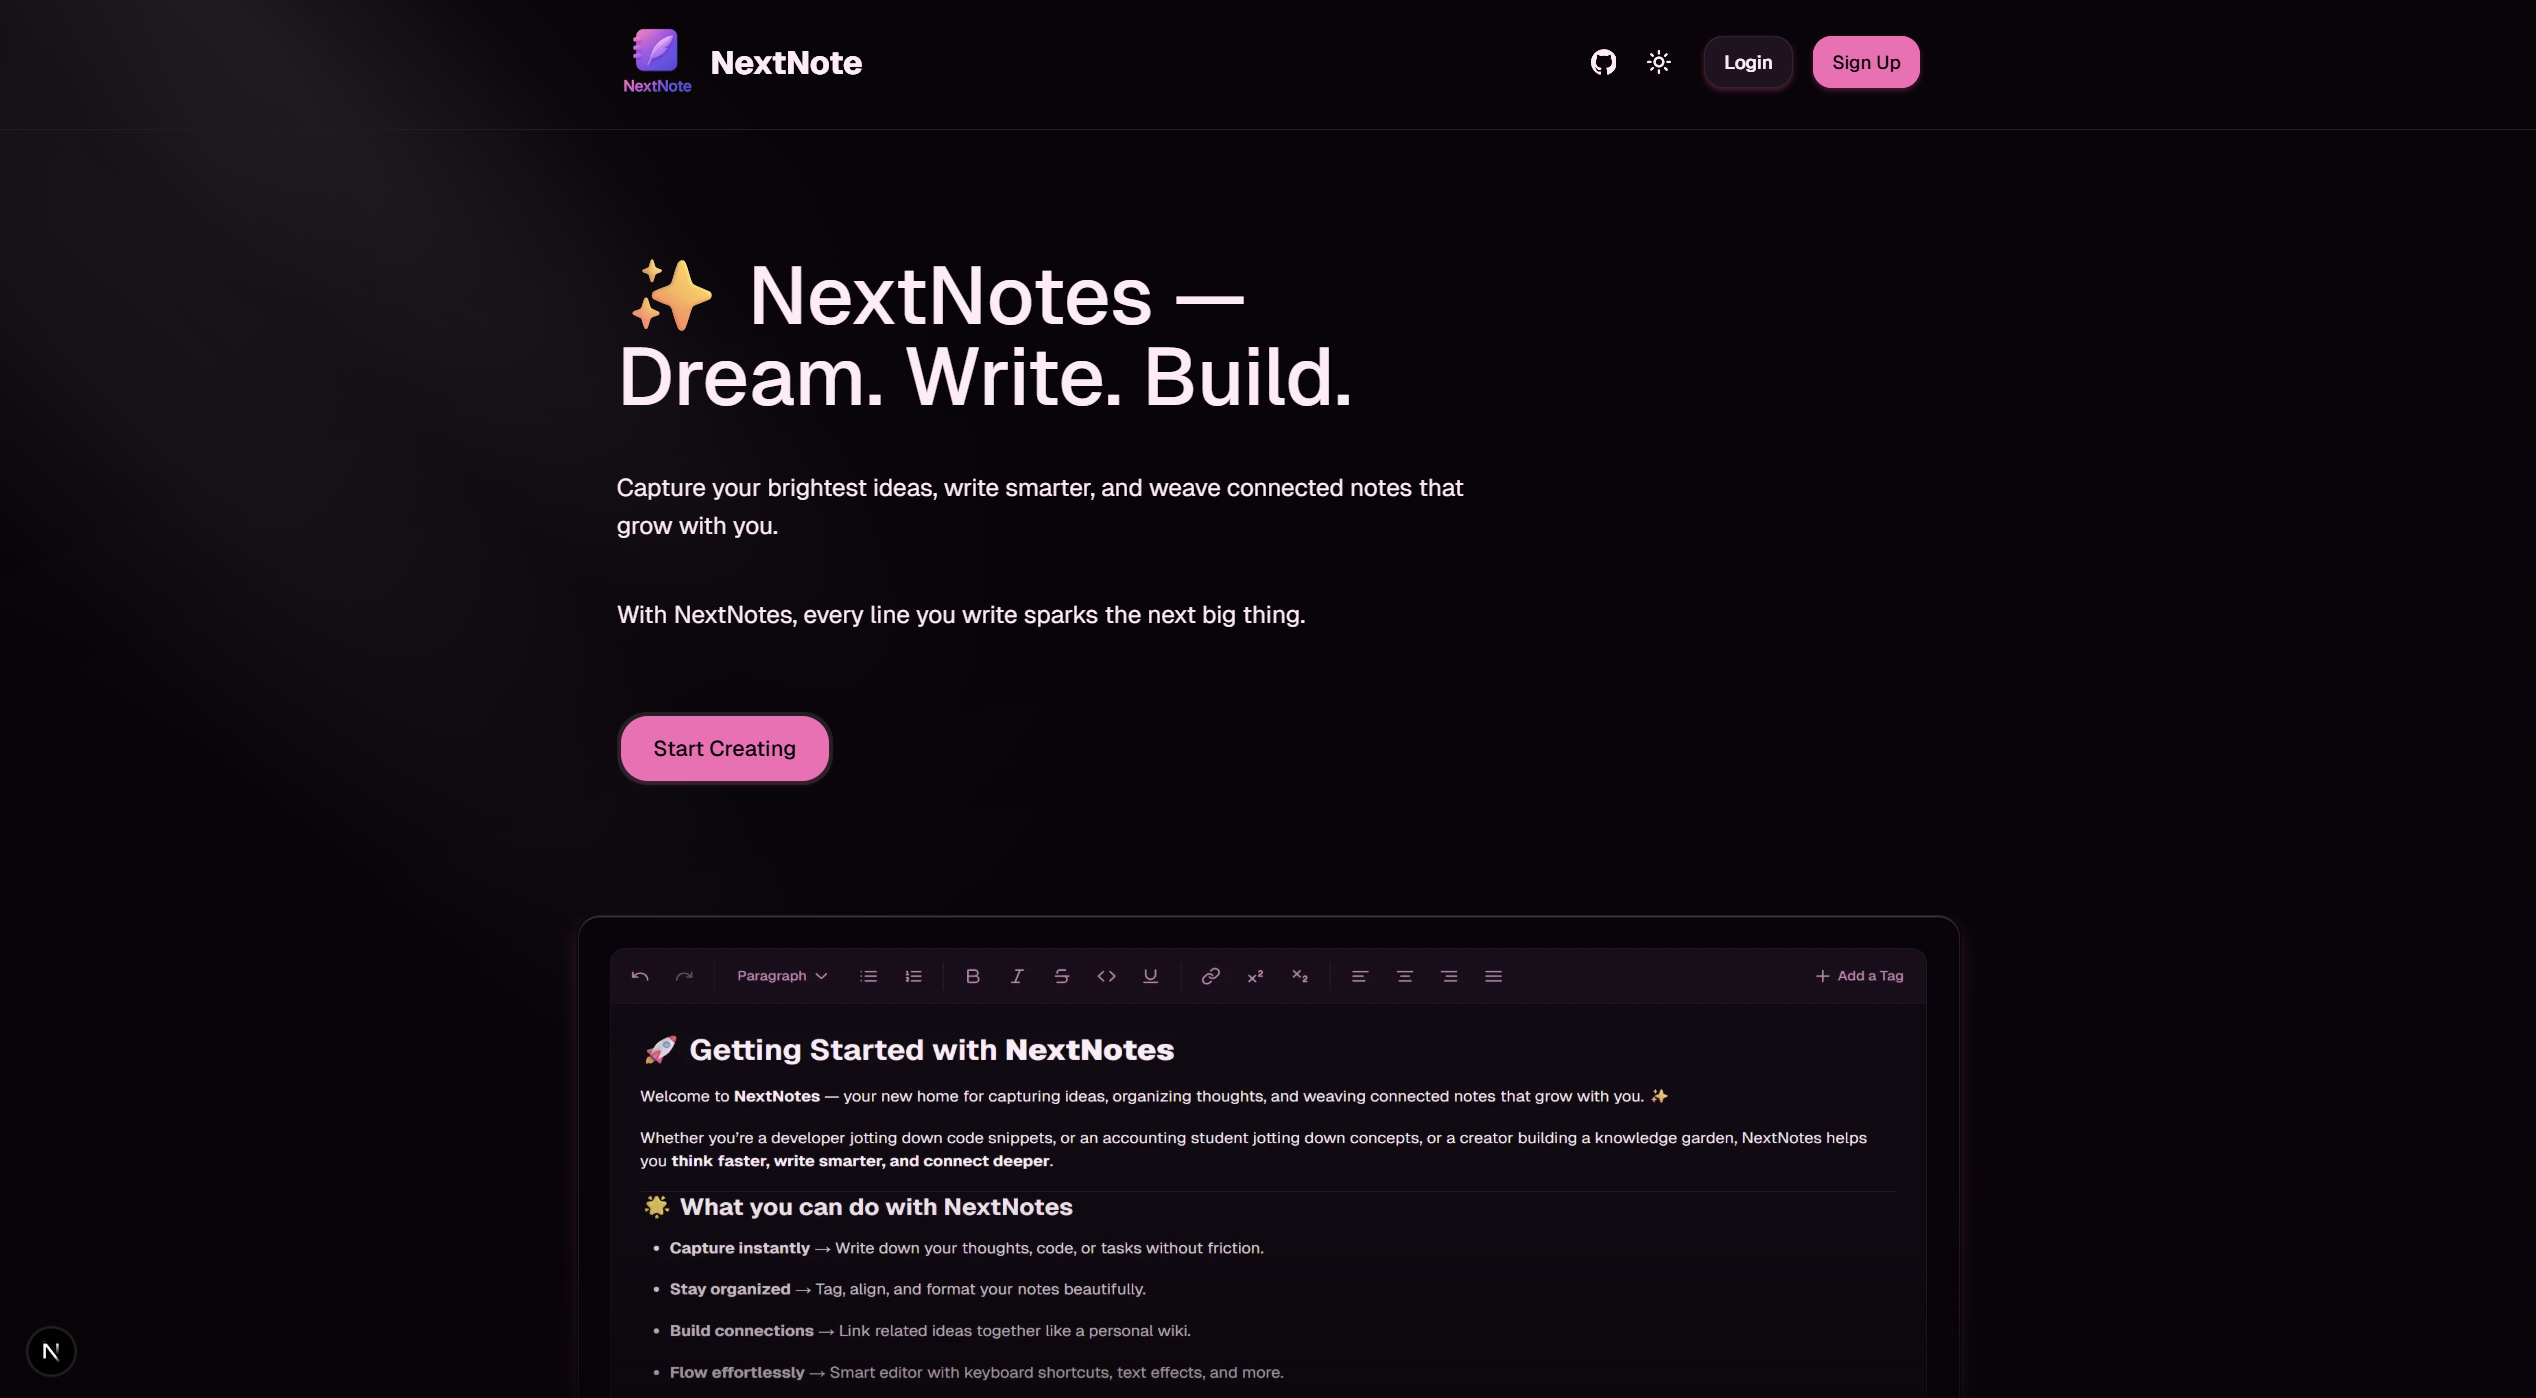 NextNote
NextNote
Login
Sign Up
✨ NextNotes —
Dream. Write. Build.
Capture your brightest ideas, write smarter, and weave connected notes that
grow with you.
With NextNotes, every line you write sparks the next big thing.
Start Creating
Paragraph
Add a Tag
🚀 Getting Started with NextNotes
Welcome to NextNotes — your new home for capturing ideas, organizing thoughts, and weaving connected notes that grow with you. ✨
Whether you’re a developer jotting down code snippets, or an accounting student jotting down concepts, or a creator building a knowledge garden, NextNotes helps
you think faster, write smarter, and connect deeper.
🌟 What you can do with NextNotes
• Capture instantly → Write down your thoughts, code, or tasks without friction.
• Stay organized → Tag, align, and format your notes beautifully.
• Build connections → Link related ideas together like a personal wiki.
• Flow effortlessly → Smart editor with keyboard shortcuts, text effects, and more.
N